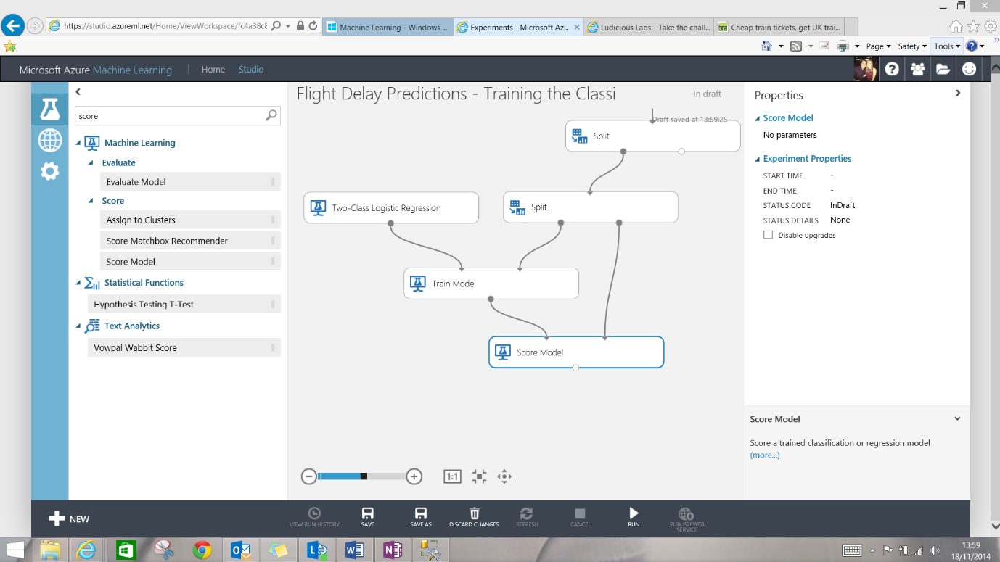 https://studio.azureml.net/Home/ViewWorkspace/fc4a38c8
Machine Learning - Windows ...
Experiments - Microsoft Az...
Ludicious Labs - Take the chall...
Cheap train tickets, get UK trai...
Page
Safety
Tools
Microsoft Azure Machine Learning
Home
Studio
score
Machine Learning
Evaluate
Evaluate Model
Score
Assign to Clusters
Score Matchbox Recommender
Score Model
Statistical Functions
Hypothesis Testing T-Test
Text Analytics
Vowpal Wabbit Score
Flight Delay Predictions - Training the Classi
In draft
Draft saved at 13:59:25
Split
Two-Class Logistic Regression
Split
Train Model
Score Model
1:1
Properties
Score Model
No parameters
Experiment Properties
START TIME -
END TIME -
STATUS CODE InDraft
STATUS DETAILS None
Disable upgrades
Score Model
Score a trained classification or regression model
(more...)
NEW
VIEW RUN HISTORY
SAVE
SAVE AS
DISCARD CHANGES
REFRESH
CANCEL
RUN
PUBLISH WEB
SERVICE
13:59
18/11/2014